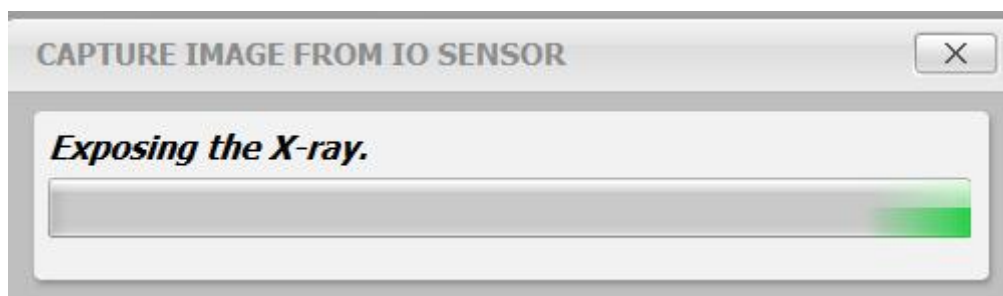 CAPTURE IMAGE FROM IO SENSOR
Exposing the X-ray.